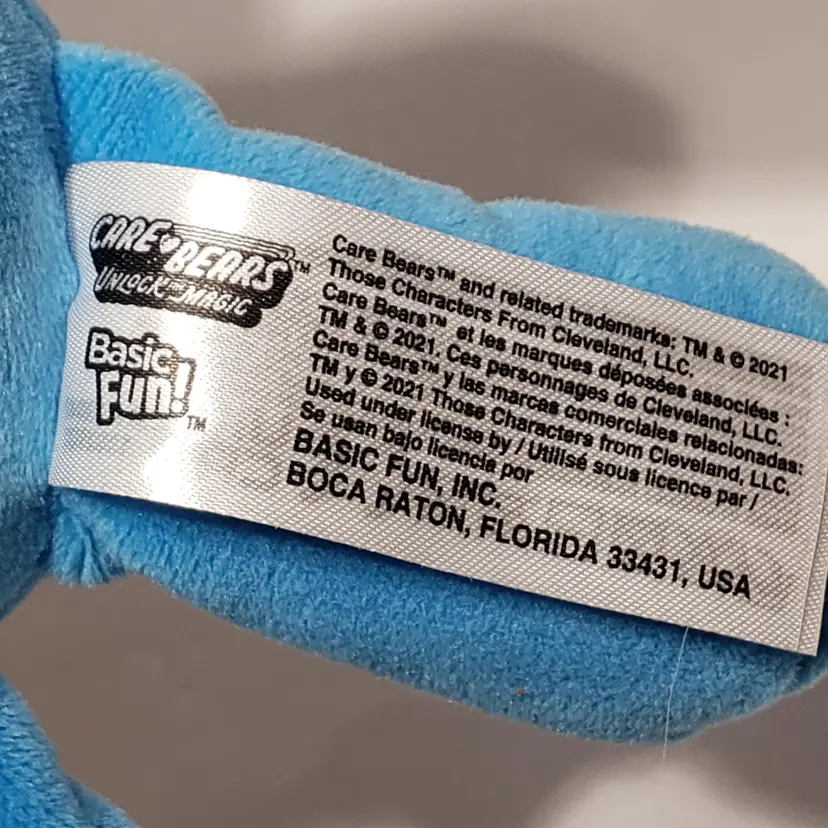 CARE BEARS™
UNLOCK THE MAGIC
Basic
Fun!™
Care Bears™ and related trademarks: TM & © 2021
Those Characters From Cleveland, LLC.
Care Bears™ et les marques déposées associées :
TM & © 2021. Ces personnages de Cleveland, LLC.
Care Bears™ y las marcas comerciales relacionadas:
TM y © 2021 Those Characters from Cleveland, LLC.
Used under license by / Utilisé sous licence par /
Se usan bajo licencia por
BASIC FUN, INC.
BOCA RATON, FLORIDA 33431, USA